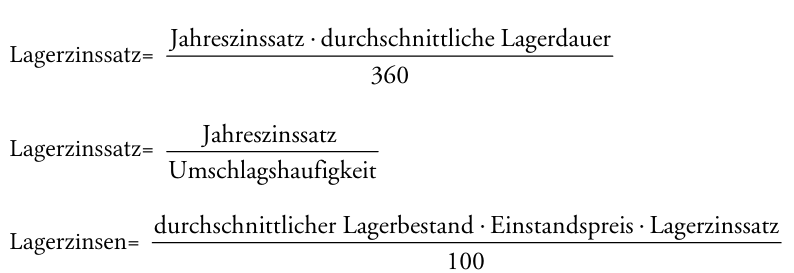 Lagerzinssatz= Jahreszinssatz · durchschnittliche Lagerdauer
360
Lagerzinssatz= Jahreszinssatz
Umschlagshaufigkeit
Lagerzinsen= durchschnittlicher Lagerbestand · Einstandspreis · Lagerzinssatz
100